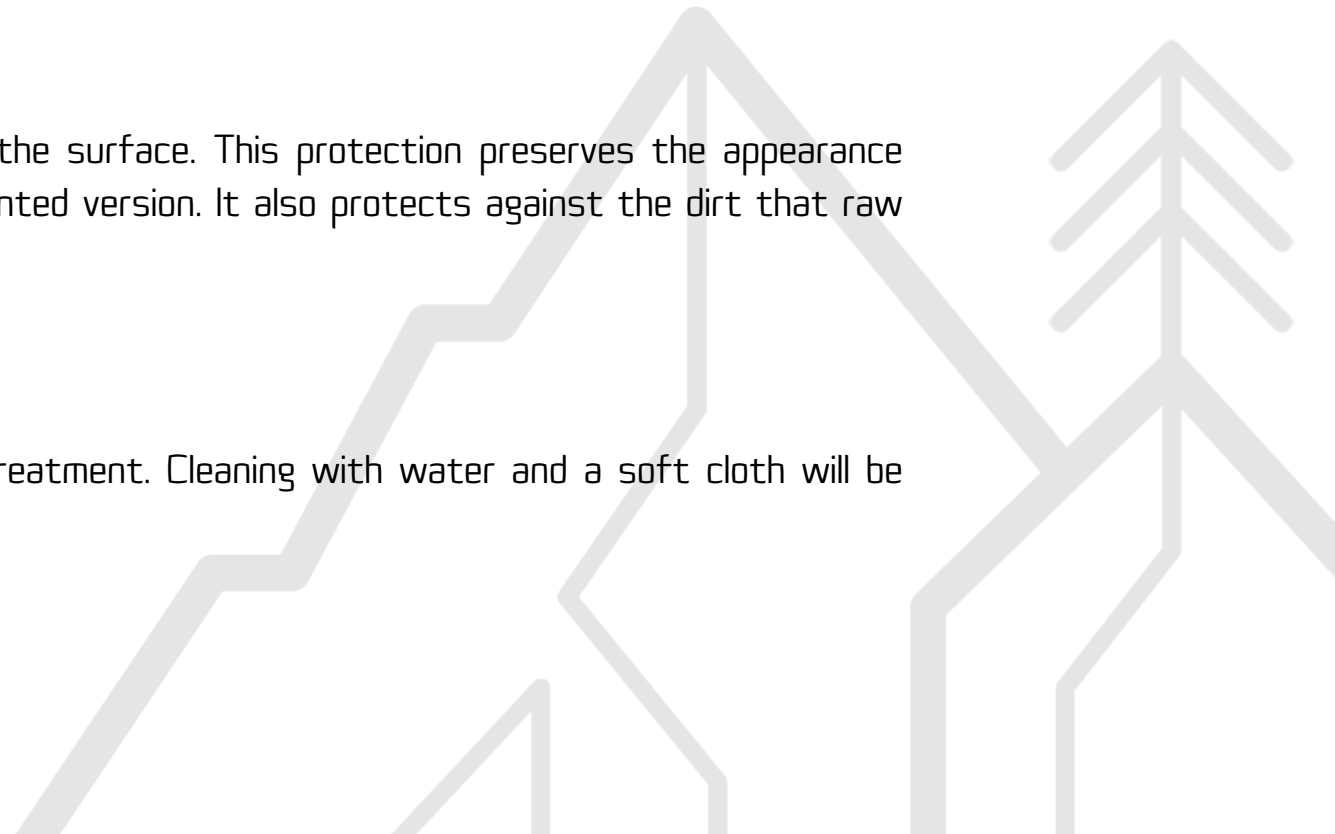 the surface. This protection preserves the appearance
nted version. It also protects against the dirt that raw
reatment. Cleaning with water and a soft cloth will be